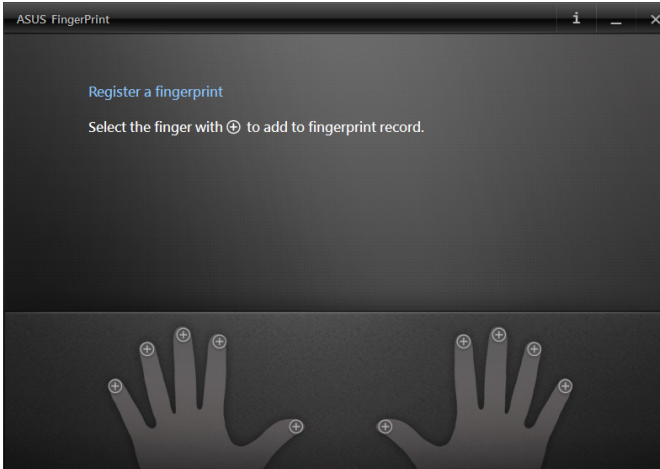 ASUS FingerPrint
Register a fingerprint
Select the finger with ⊕ to add to fingerprint record.